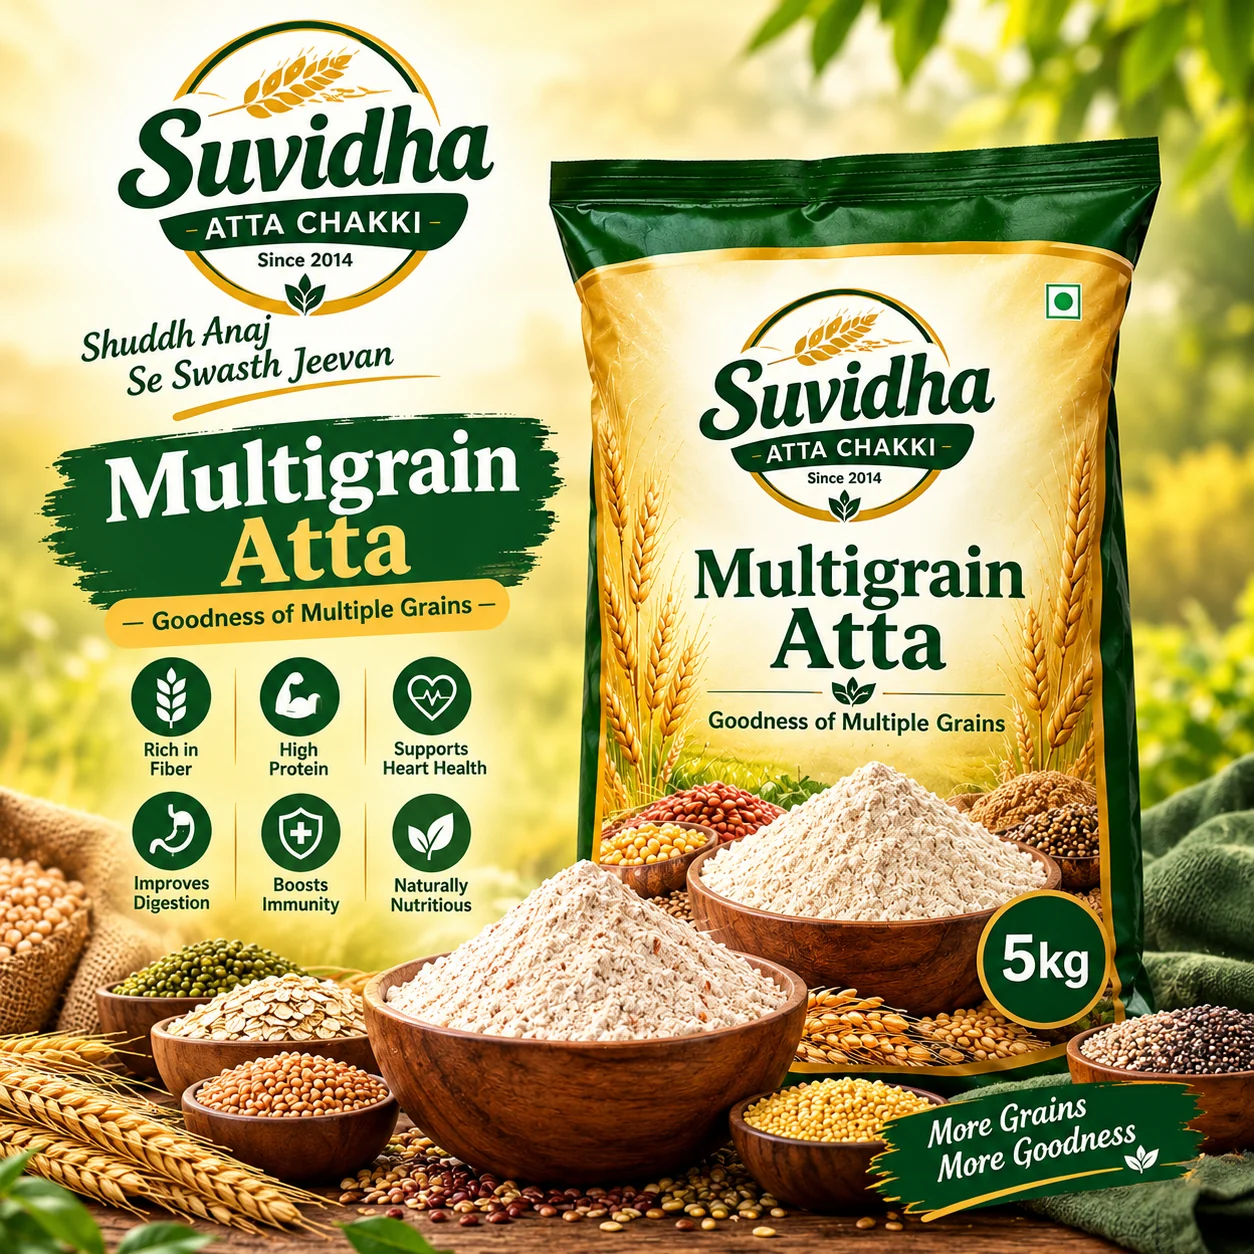 Suvidha
ATTA CHAKKI
Since 2014
Shuddh Anaj
Se Swasth Jeevan
Multigrain
Atta
Goodness of Multiple Grains
Rich in
Fiber
High
Protein
Supports
Heart Health
Improves
Digestion
Boosts
Immunity
Naturally
Nutritious
Suvidha
ATTA CHAKKI
Since 2014
Multigrain
Atta
Goodness of Multiple Grains
5kg
More Grains
More Goodness